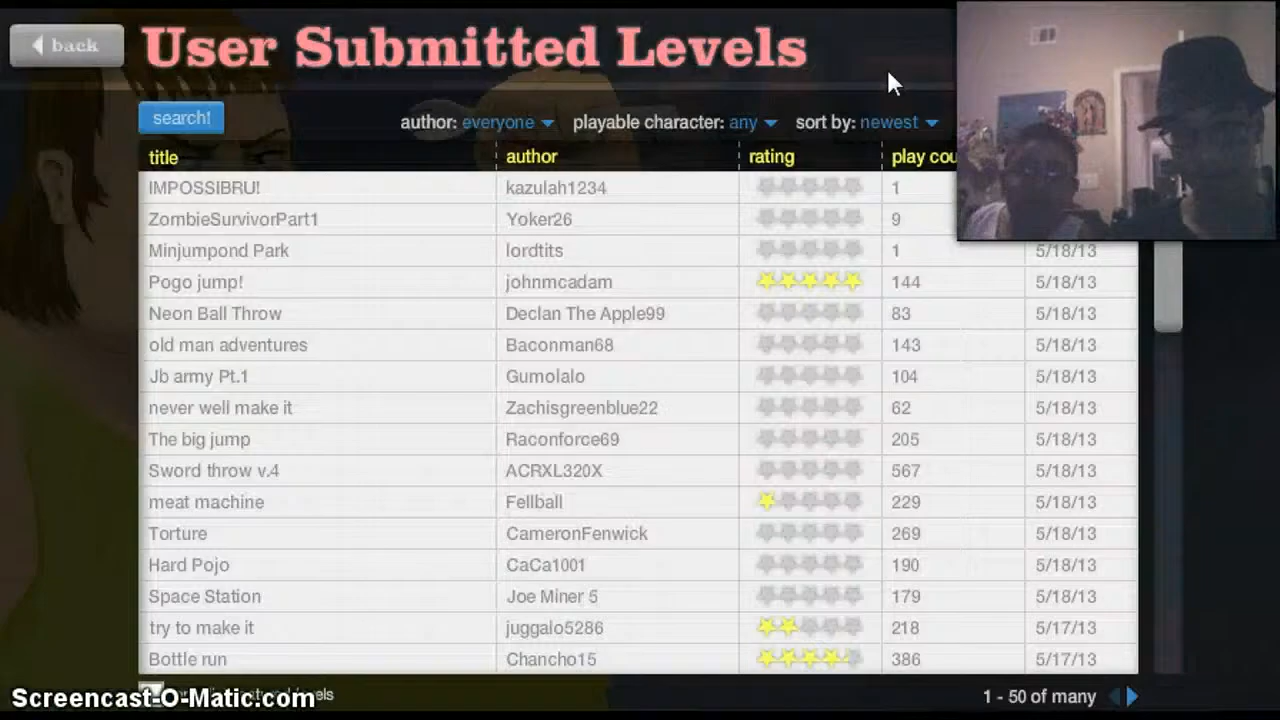 back
User Submitted Levels
search!
author: everyone playable character: any sort by: newest
title author rating play cou
IMPOSSIBRU! kazulah1234 1
ZombieSurvivorPart1 Yoker26 9
Minjumpond Park lordtits 1 5/18/13
Pogo jump! johnmcadam 144 5/18/13
Neon Ball Throw Declan The Apple99 83 5/18/13
old man adventures Baconman68 143 5/18/13
Jb army Pt.1 Gumolalo 104 5/18/13
never well make it Zachisgreenblue22 62 5/18/13
The big jump Raconforce69 205 5/18/13
Sword throw v.4 ACRXL320X 567 5/18/13
meat machine Fellball 229 5/18/13
Torture CameronFenwick 269 5/18/13
Hard Pojo CaCa1001 190 5/18/13
Space Station Joe Miner 5 179 5/18/13
try to make it juggalo5286 218 5/17/13
Bottle run Chancho15 386 5/17/13
Screencast-O-Matic.com 1 - 50 of many